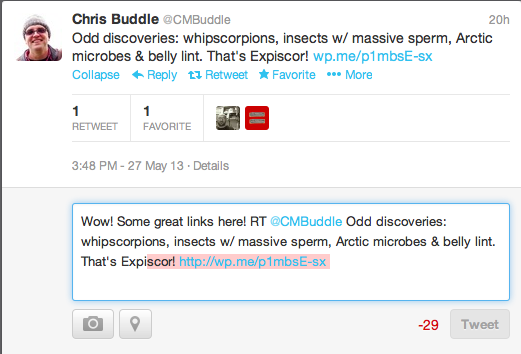 Chris Buddle @CMBuddle 20h
Odd discoveries: whipscorpions, insects w/ massive sperm, Arctic
microbes & belly lint. That's Expiscor! wp.me/p1mbsE-sx
Collapse Reply Retweet Favorite ••• More
1 1
RETWEET FAVORITE
3:48 PM - 27 May 13 · Details
Wow! Some great links here! RT @CMBuddle Odd discoveries:
whipscorpions, insects w/ massive sperm, Arctic microbes & belly lint.
That's Expiscor! http://wp.me/p1mbsE-sx
-29 Tweet